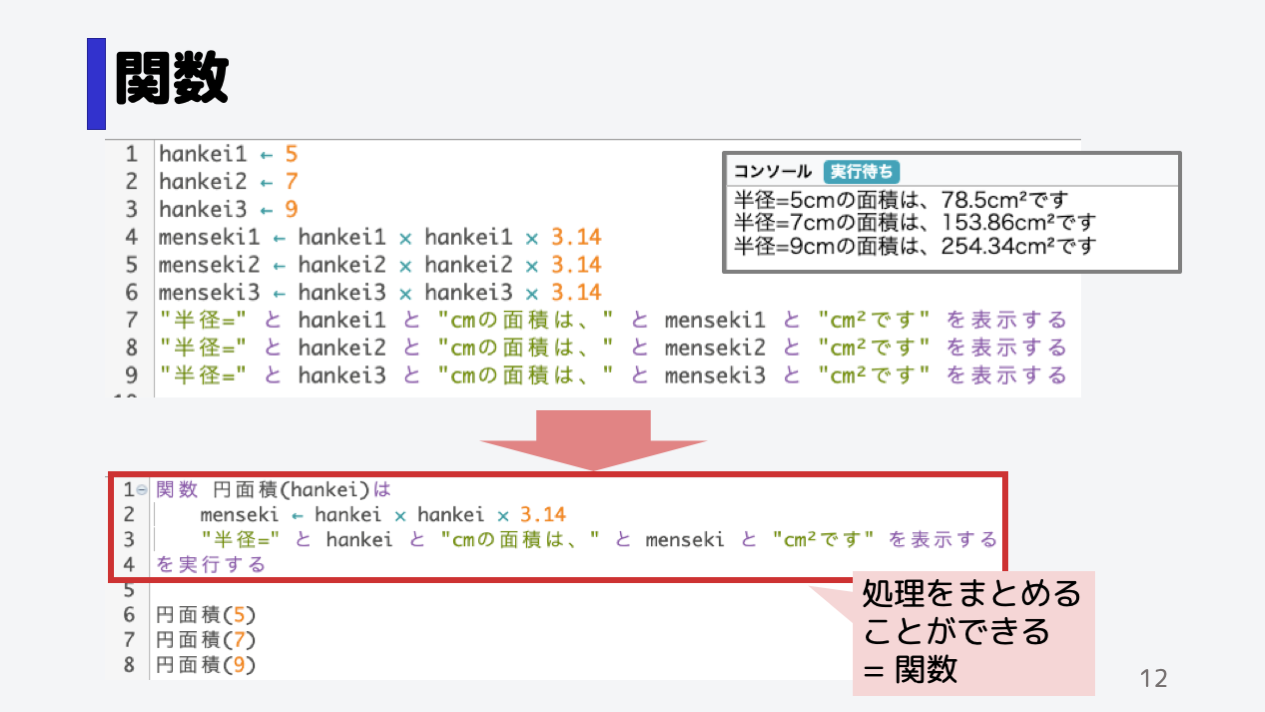 関数
1 hankei1 ← 5
2 hankei2 ← 7
3 hankei3 ← 9
4 menseki1 ← hankei1 × hankei1 × 3.14
5 menseki2 ← hankei2 × hankei2 × 3.14
6 menseki3 ← hankei3 × hankei3 × 3.14
7 "半径=" と hankei1 と "cmの面積は、" と menseki1 と "cm²です" を表示する
8 "半径=" と hankei2 と "cmの面積は、" と menseki2 と "cm²です" を表示する
9 "半径=" と hankei3 と "cmの面積は、" と menseki3 と "cm²です" を表示する
コンソール 実行待ち
半径=5cmの面積は、78.5cm²です
半径=7cmの面積は、153.86cm²です
半径=9cmの面積は、254.34cm²です
1 関数 円面積(hankei)は
2 menseki ← hankei × hankei × 3.14
3 "半径=" と hankei と "cmの面積は、" と menseki と "cm²です" を表示する
4 を実行する
5
6 円面積(5)
7 円面積(7)
8 円面積(9)
処理をまとめる
ことができる
= 関数
12